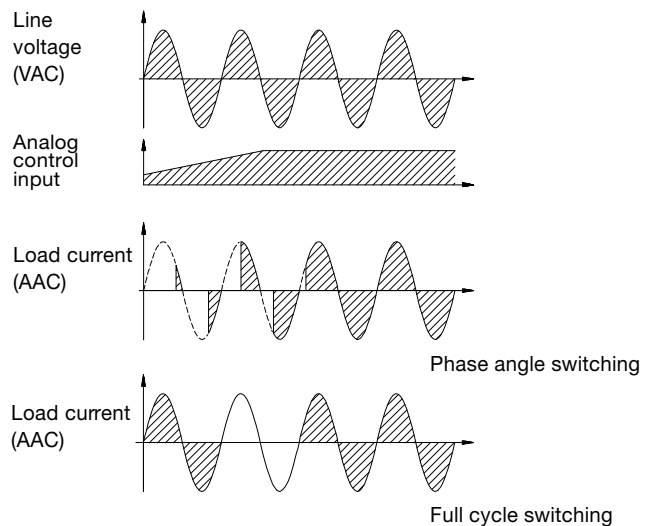 Line
voltage
(VAC)
Analog
control
input
Load current
(AAC)
Phase angle switching
Load current
(AAC)
Full cycle switching